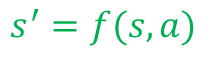 s′ = f(s, a)